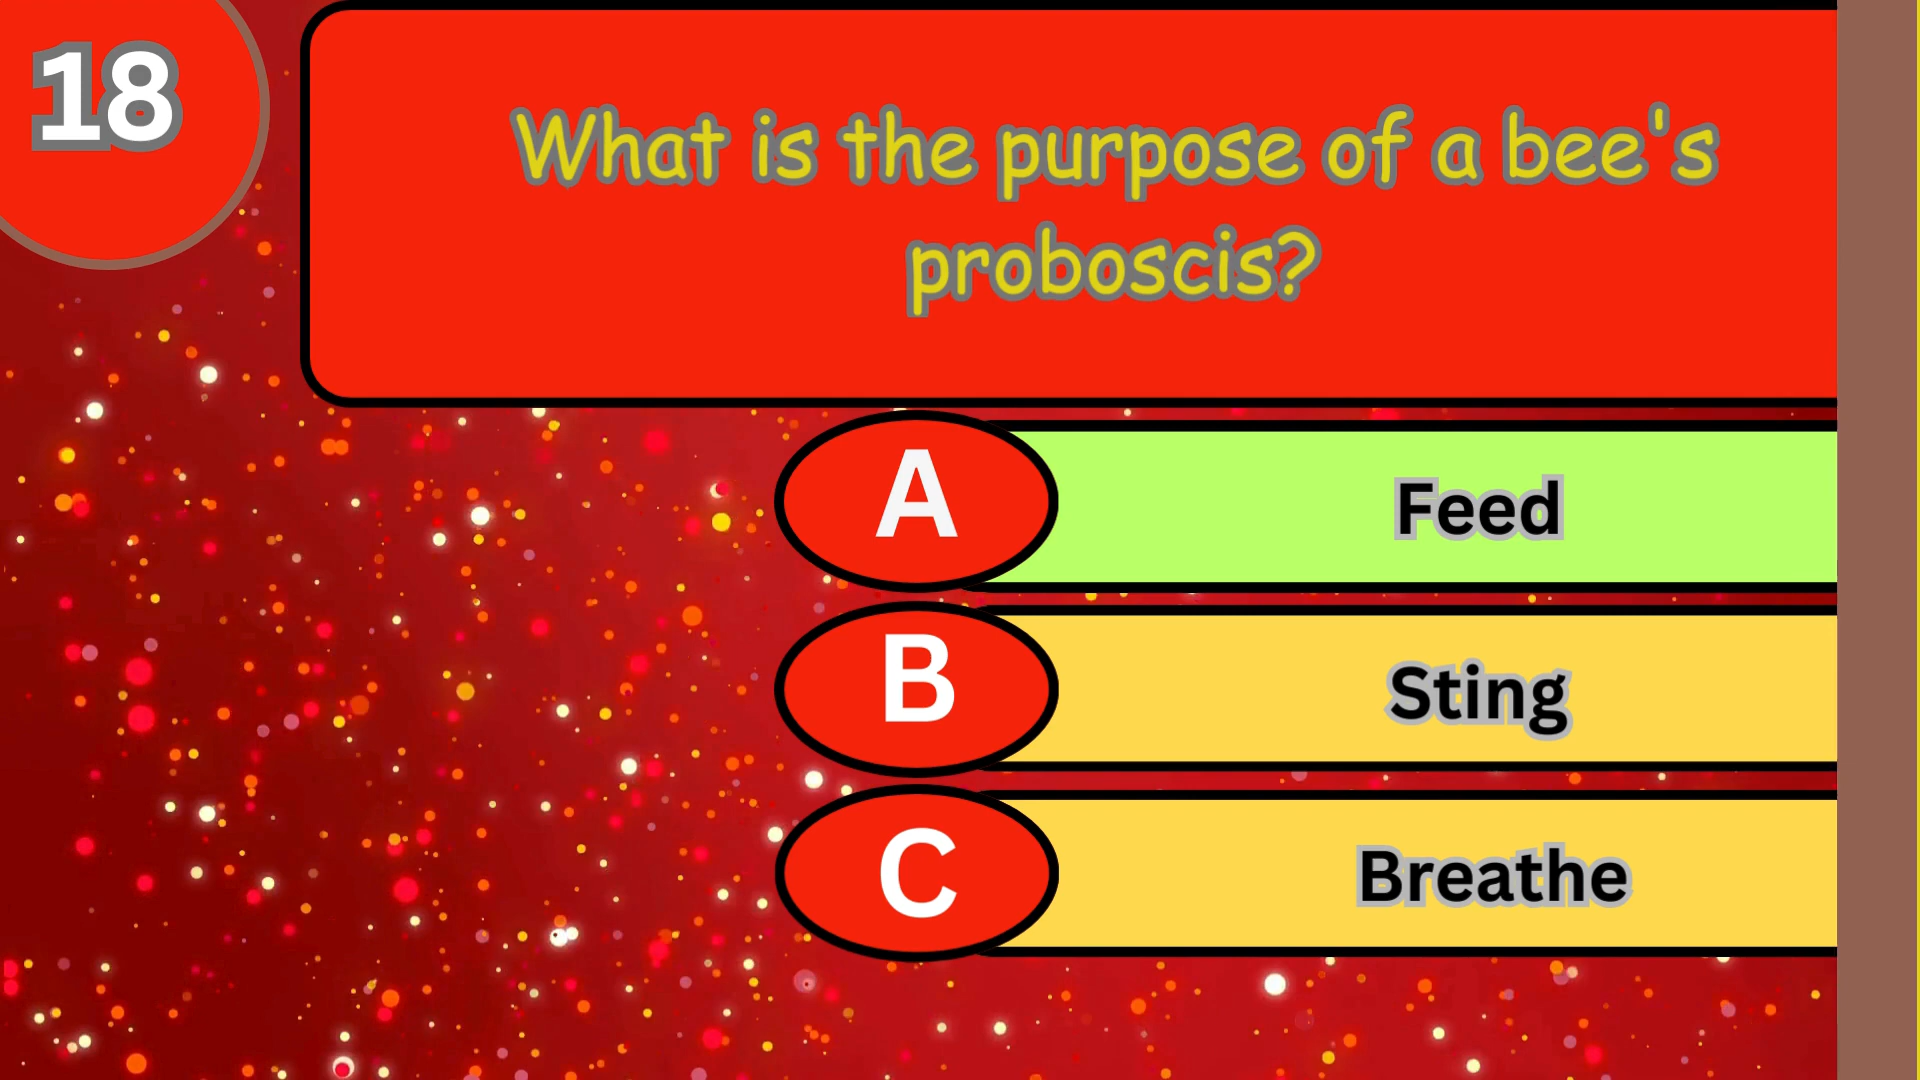 18
What is the purpose of a bee's
proboscis?
A
Feed
B
Sting
C
Breathe